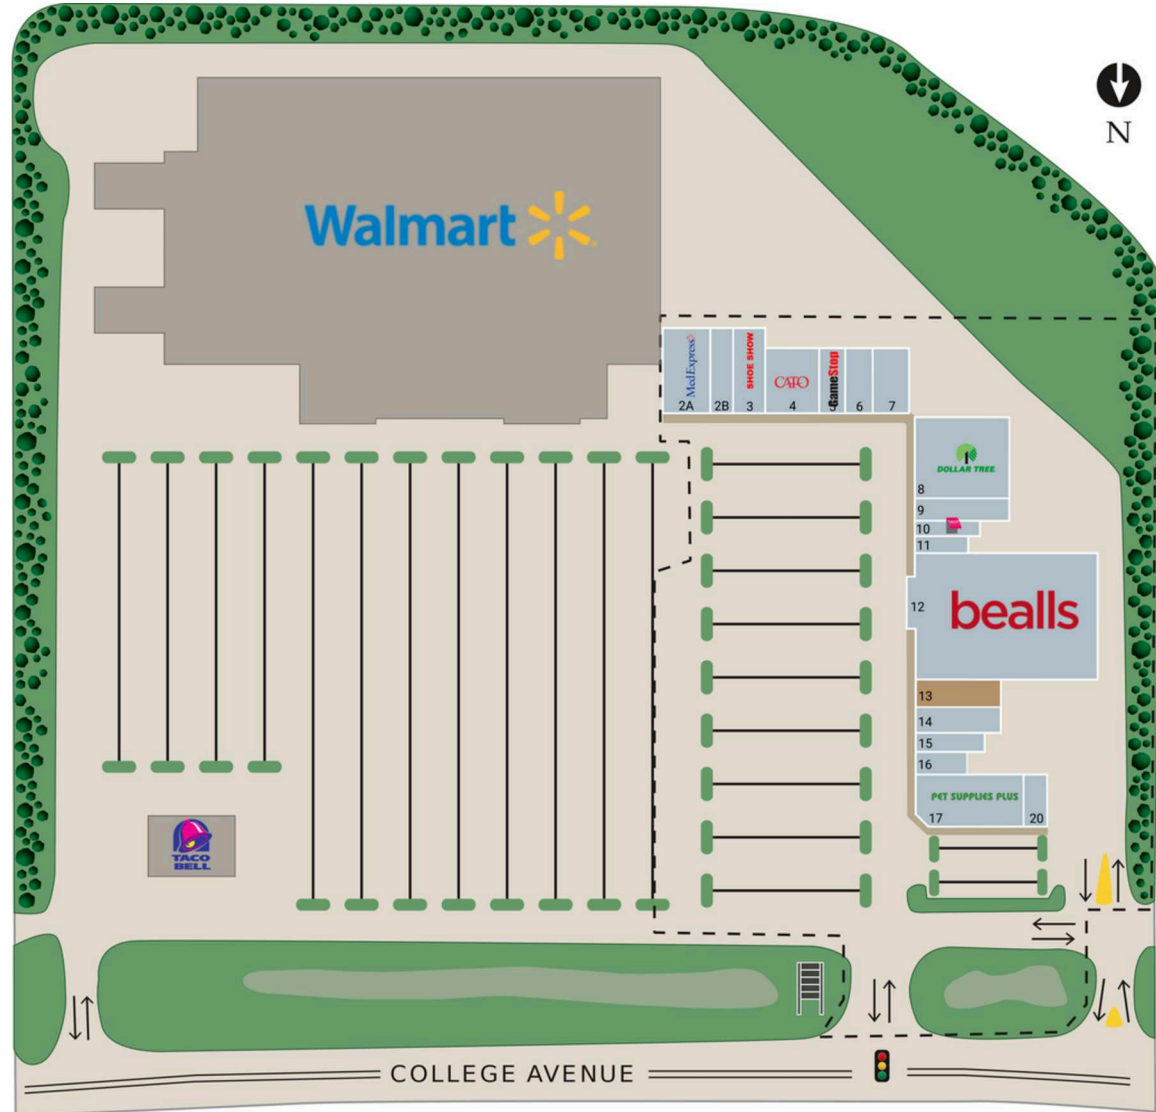 N
Walmart
MedExpress
SHOE SHOW
CATO
GameStop
2A
2B
3
4
5
6
7
DOLLAR TREE
8
9
10
11
12
bealls
13
14
15
16
PET SUPPLIES PLUS
17
20
TACO
BELL
COLLEGE AVENUE